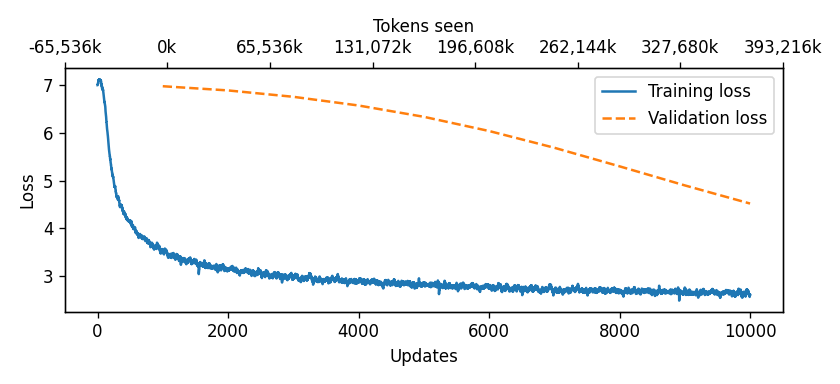 Tokens seen
-65,536k 0k 65,536k 131,072k 196,608k 262,144k 327,680k 393,216k
7
6
5
4
3
Loss
Training loss
Validation loss
0 2000 4000 6000 8000 10000
Updates